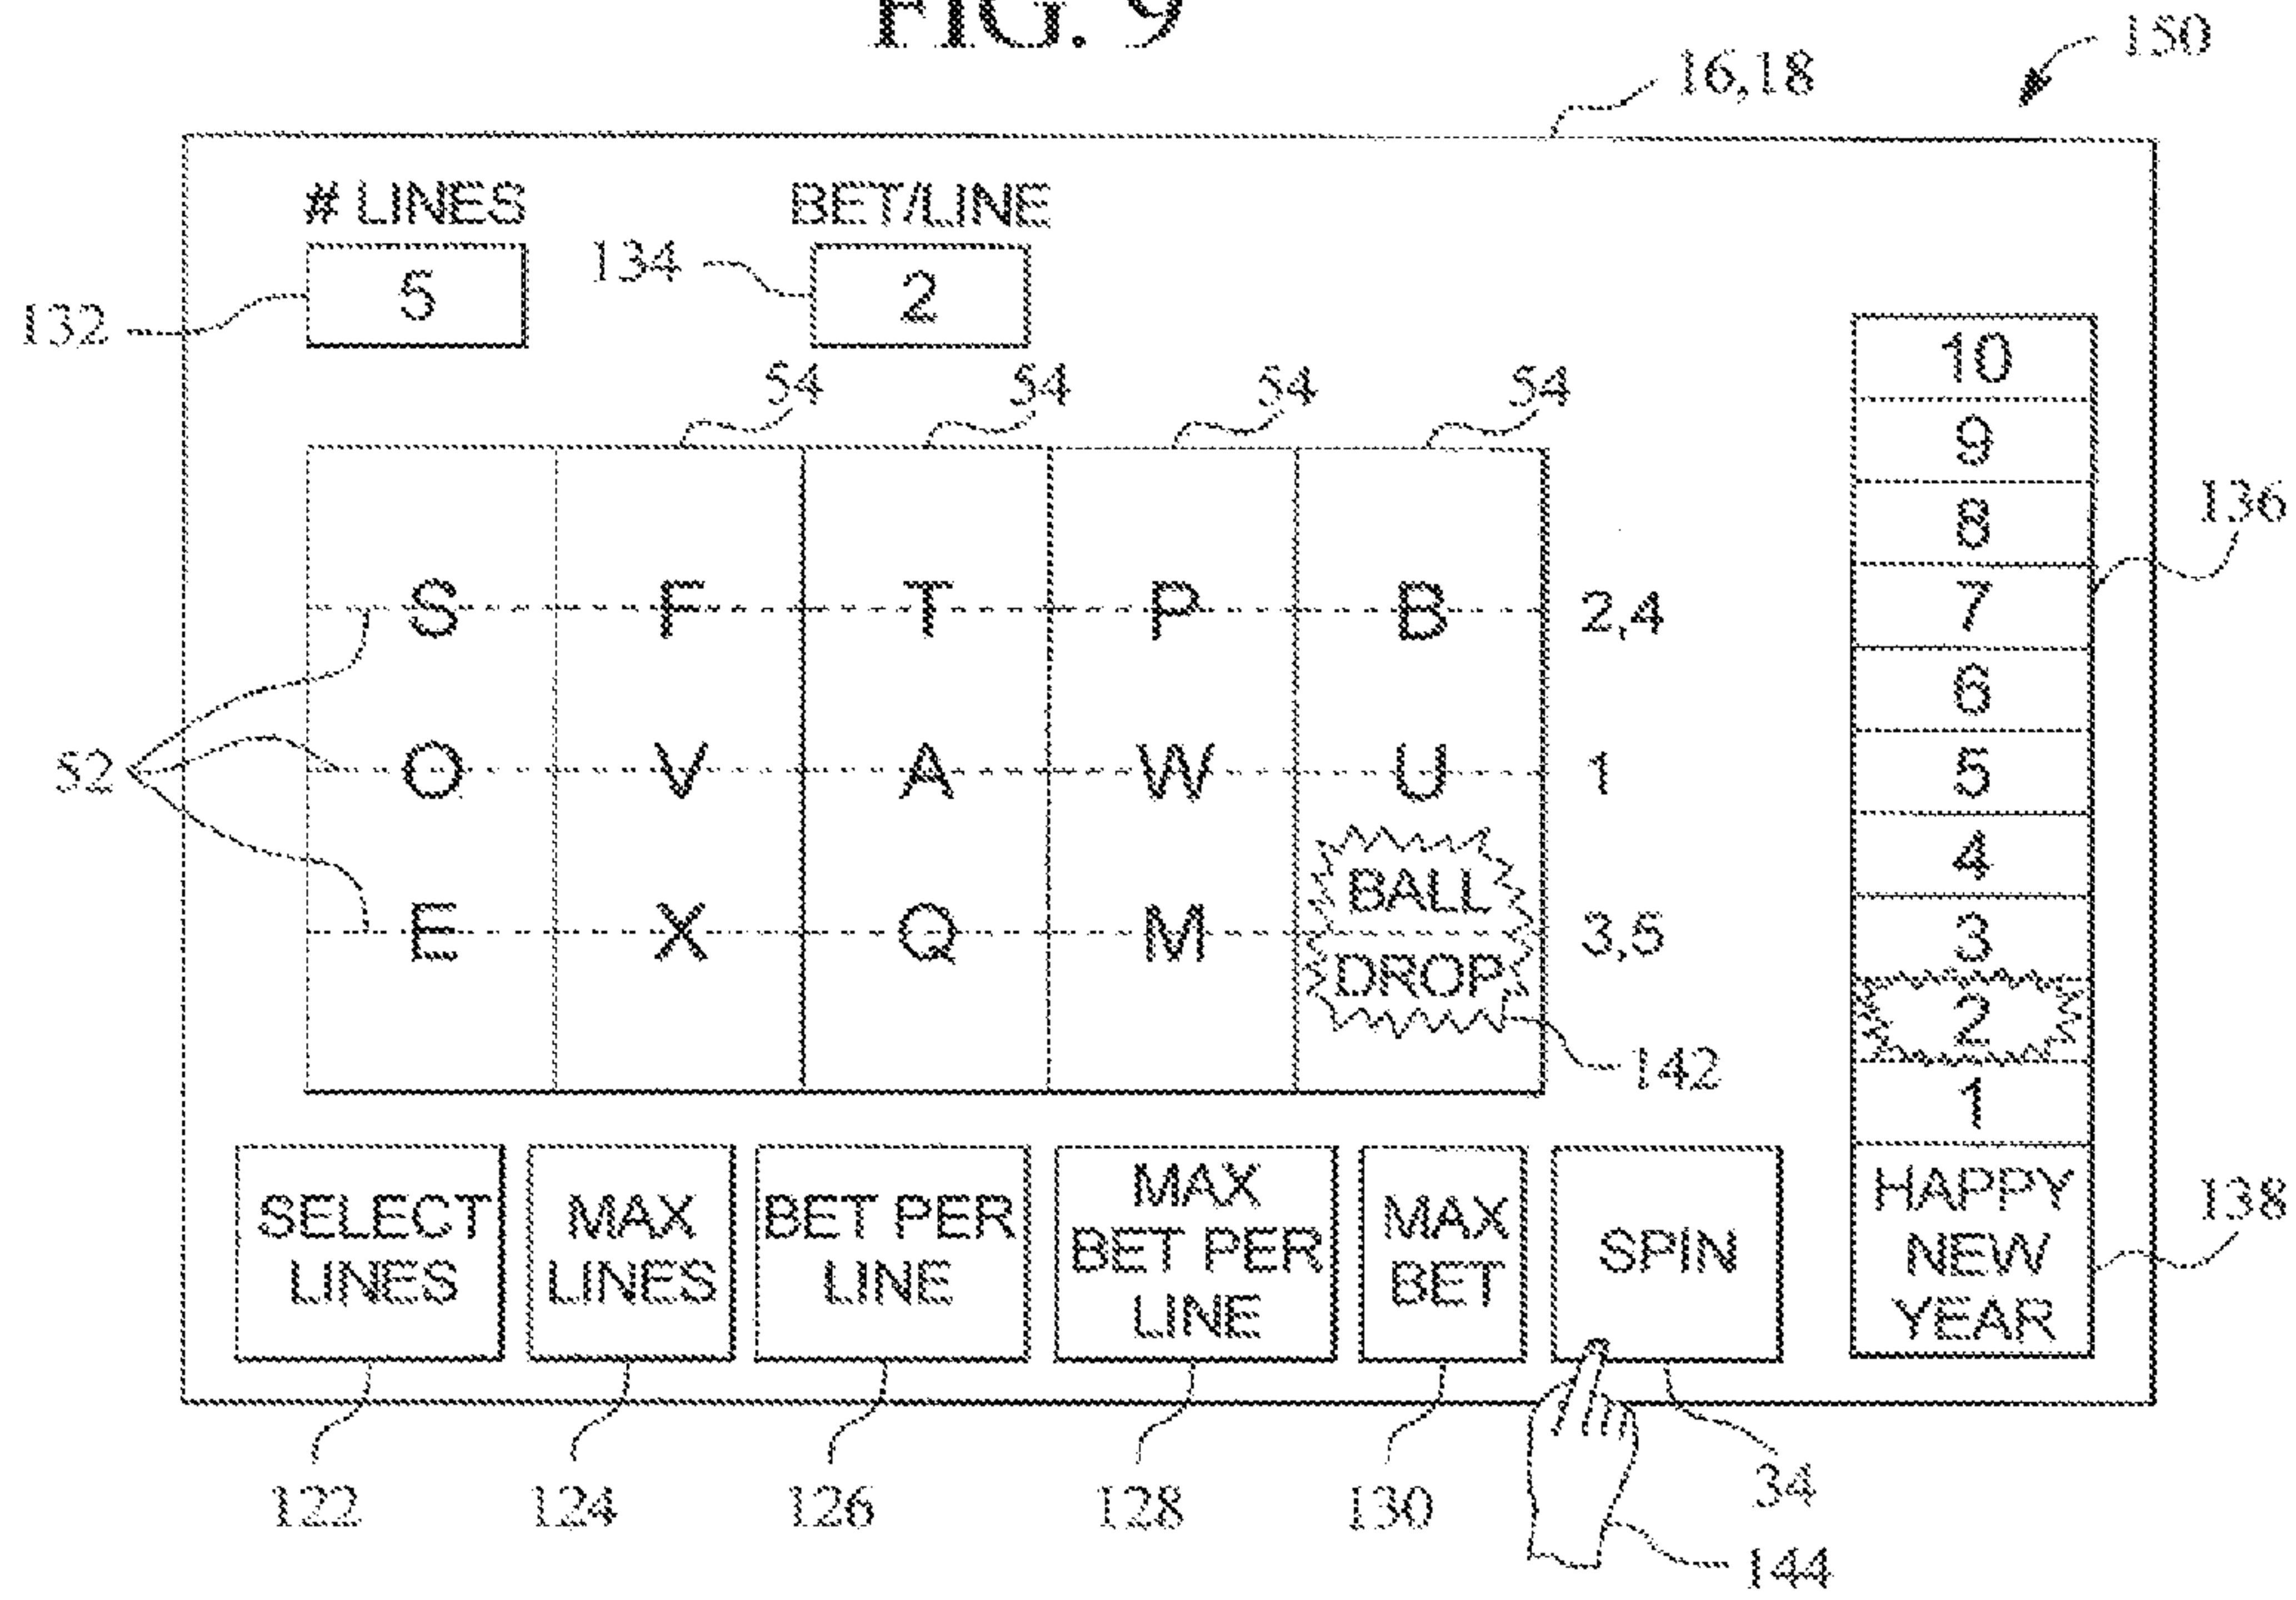 FIG. 9
150
16,18
# LINES
BET/LINE
132
5
134
2
54 54 54 54
10
9
8
7
6
5
4
3
2
1
HAPPY
NEW
YEAR
136
138
52
S F T P B 2,4
O V A W U 1
E X Q M BALL
DROP 3,5
142
SELECT
LINES
MAX
LINES
BET PER
LINE
MAX
BET PER
LINE
MAX
BET
SPIN
122 124 126 128 130 34
144